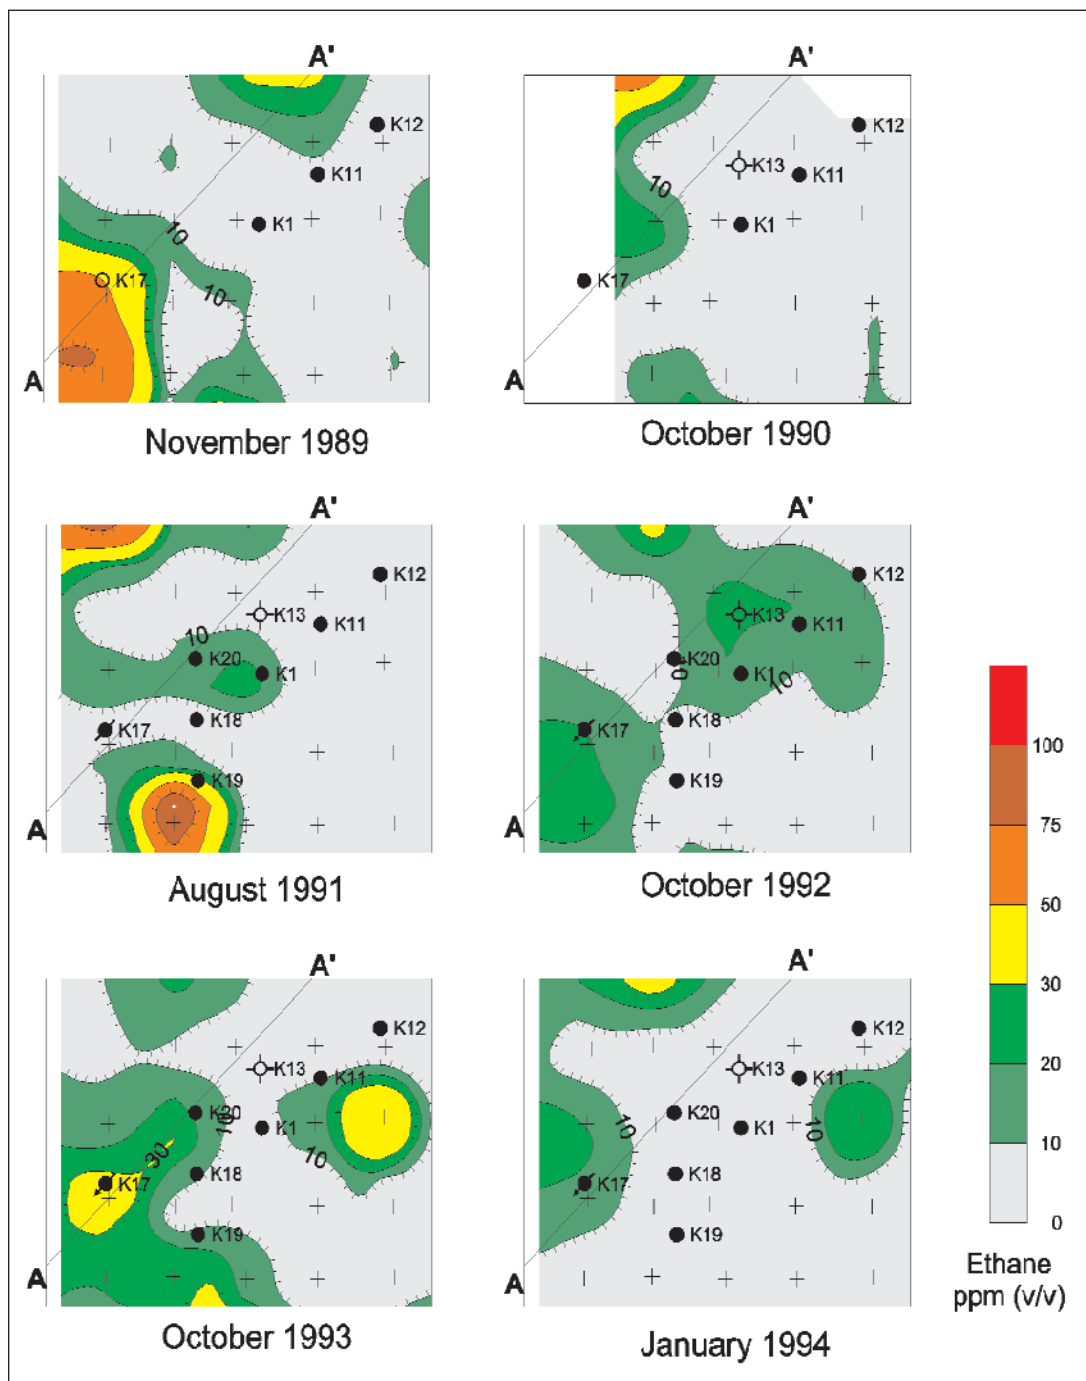 A'
K12
K11
10
K1
K17
10
A
November 1989
A'
K12
K13
K11
10
K1
K17
A
October 1990
A'
K12
K13
K11
10
K20
K1
K17
K18
K19
A
August 1991
A'
K12
K13
K11
K20
10
K1
10
K17
K18
K19
A
October 1992
A'
K12
K13
K11
K20
10
K1
30
10
K17
K18
K19
A
October 1993
A'
K12
K13
K11
K20
10
K1
10
K17
K18
K19
A
January 1994
100
75
50
30
20
10
0
Ethane
ppm (v/v)